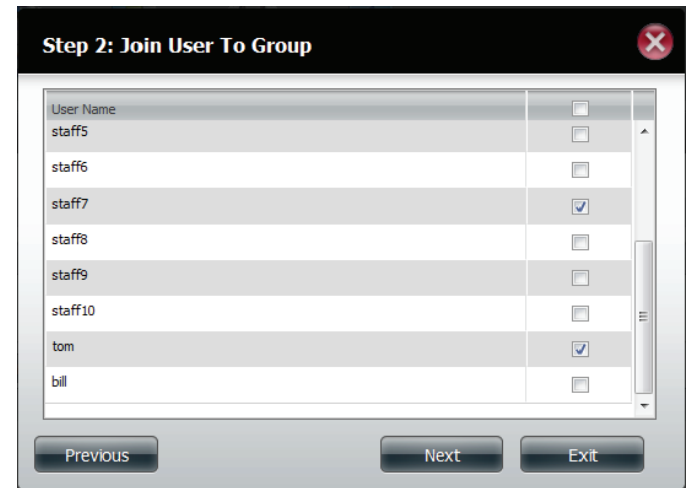 Step 2: Join User To Group
User Name
staff5
staff6
staff7
staff8
staff9
staff10
tom
bill
Previous Next Exit